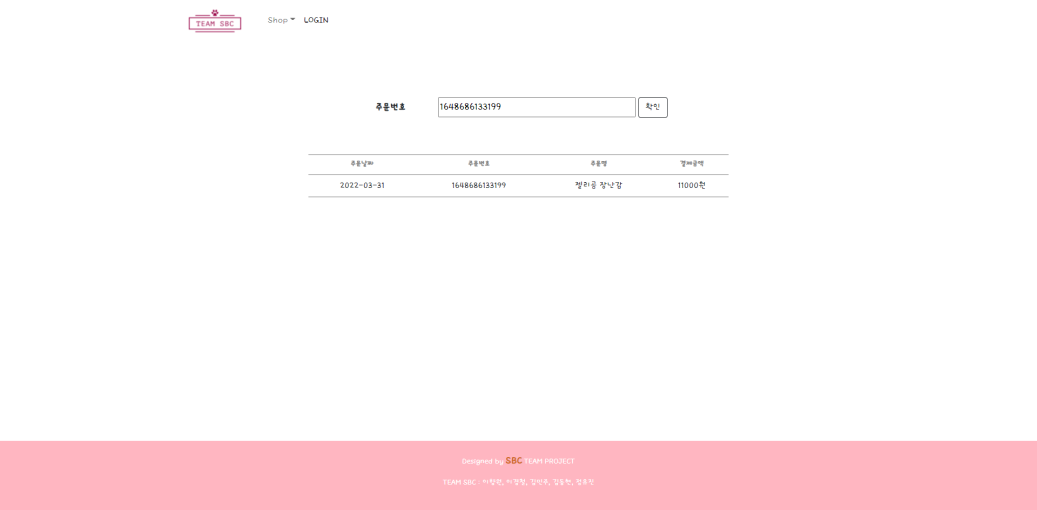 TEAM SBC
Shop LOGIN
주문번호 1648686133199 확인
주문날짜 주문번호 주문명 결제금액
2022-03-31 1648686133199 젤리곰 장난감 11000원
Designed by SBC TEAM PROJECT
TEAM SBC :